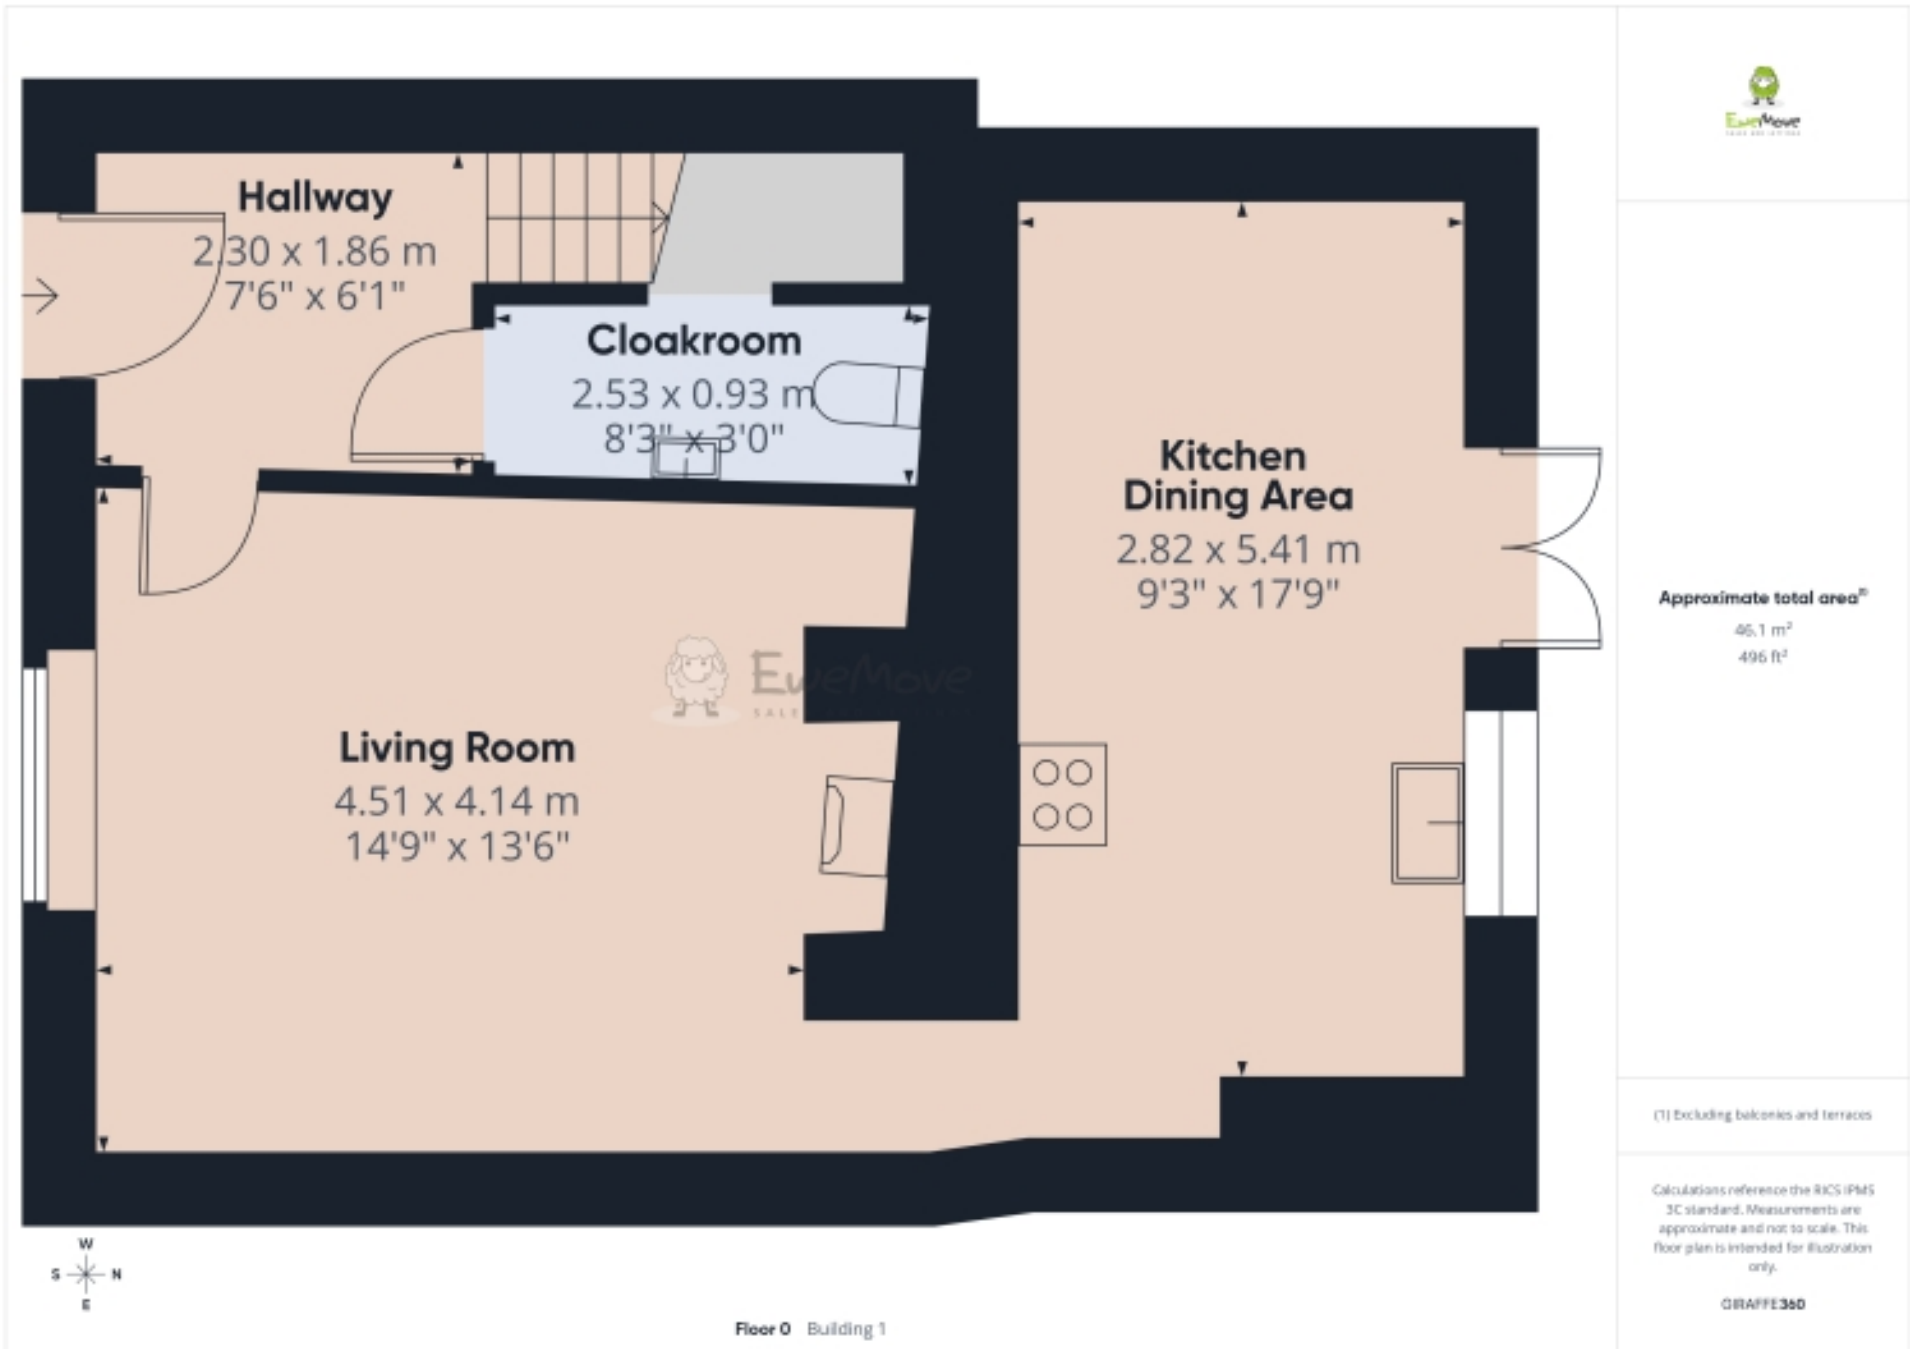 Hallway
2.30 x 1.86 m
7'6" x 6'1"
Cloakroom
2.53 x 0.93 m
8'3" x 3'0"
Kitchen
Dining Area
2.82 x 5.41 m
9'3" x 17'9"
Living Room
4.51 x 4.14 m
14'9" x 13'6"
EweMove
SALE
W
S N
E
Floor 0 Building 1
EweMove
Approximate total area⁽¹⁾
46.1 m²
496 ft²
(1) Excluding balconies and terraces
Calculations reference the RICS IPMS
3C standard. Measurements are
approximate and not to scale. This
floor plan is intended for illustration
only.
GIRAFFE360